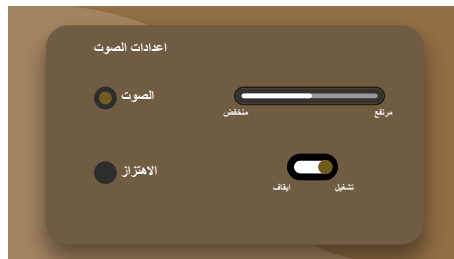 اعدادات الصوت
الصوت
مرتفع
منخفض
الاهتزاز
تشغيل
ايقاف